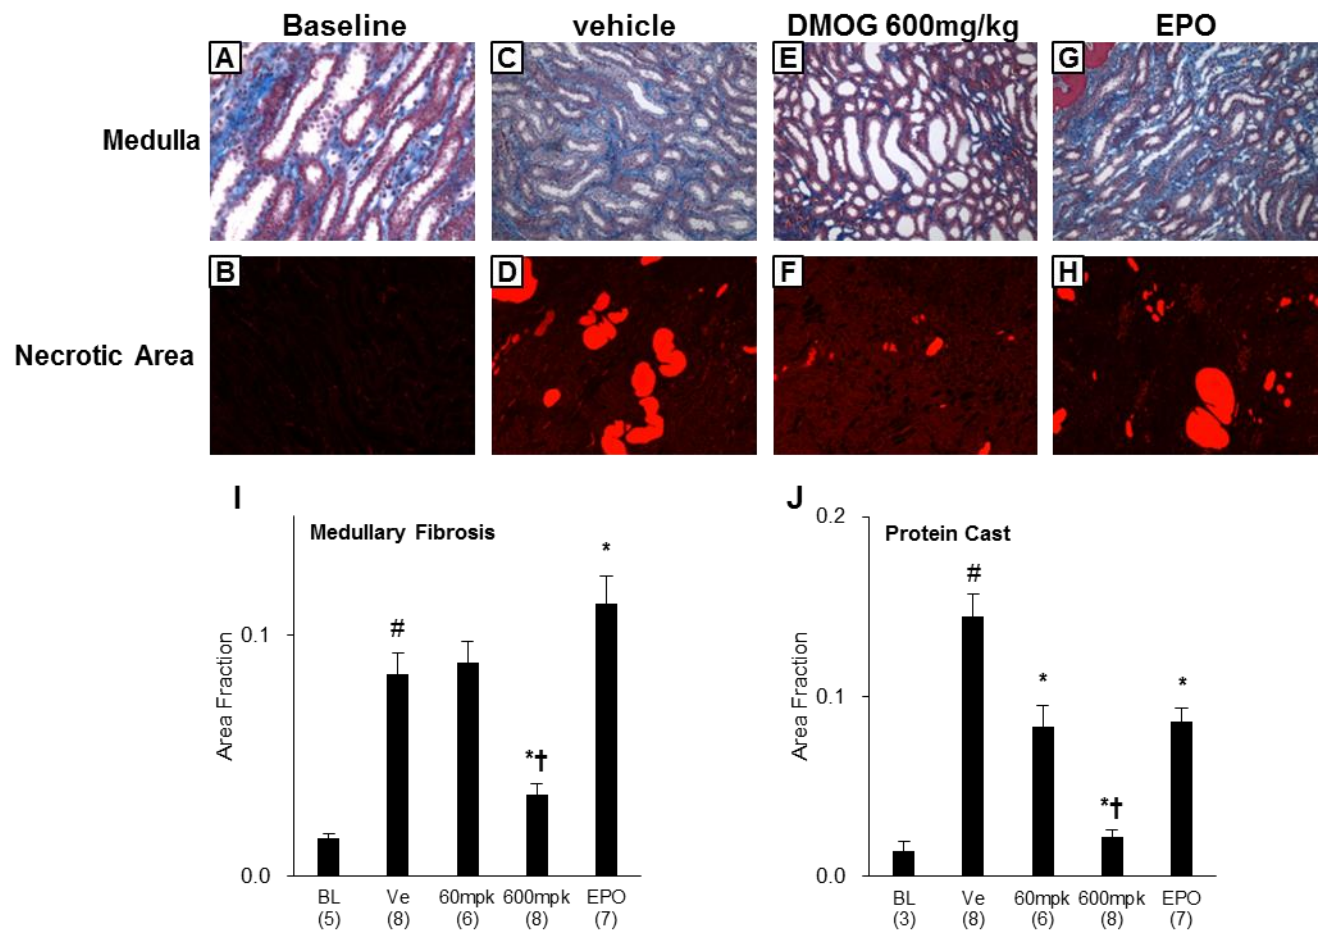 Baseline vehicle DMOG 600mg/kg EPO
A C E G
Medulla
B D F H
Necrotic Area
I J
Medullary Fibrosis
Area Fraction
0.1
0.0
#
*†
*
BL Ve 60mpk 600mpk EPO
(5) (8) (6) (8) (7)
Protein Cast
Area Fraction
0.2
0.1
0.0
#
*
*†
*
BL Ve 60mpk 600mpk EPO
(3) (8) (6) (8) (7)